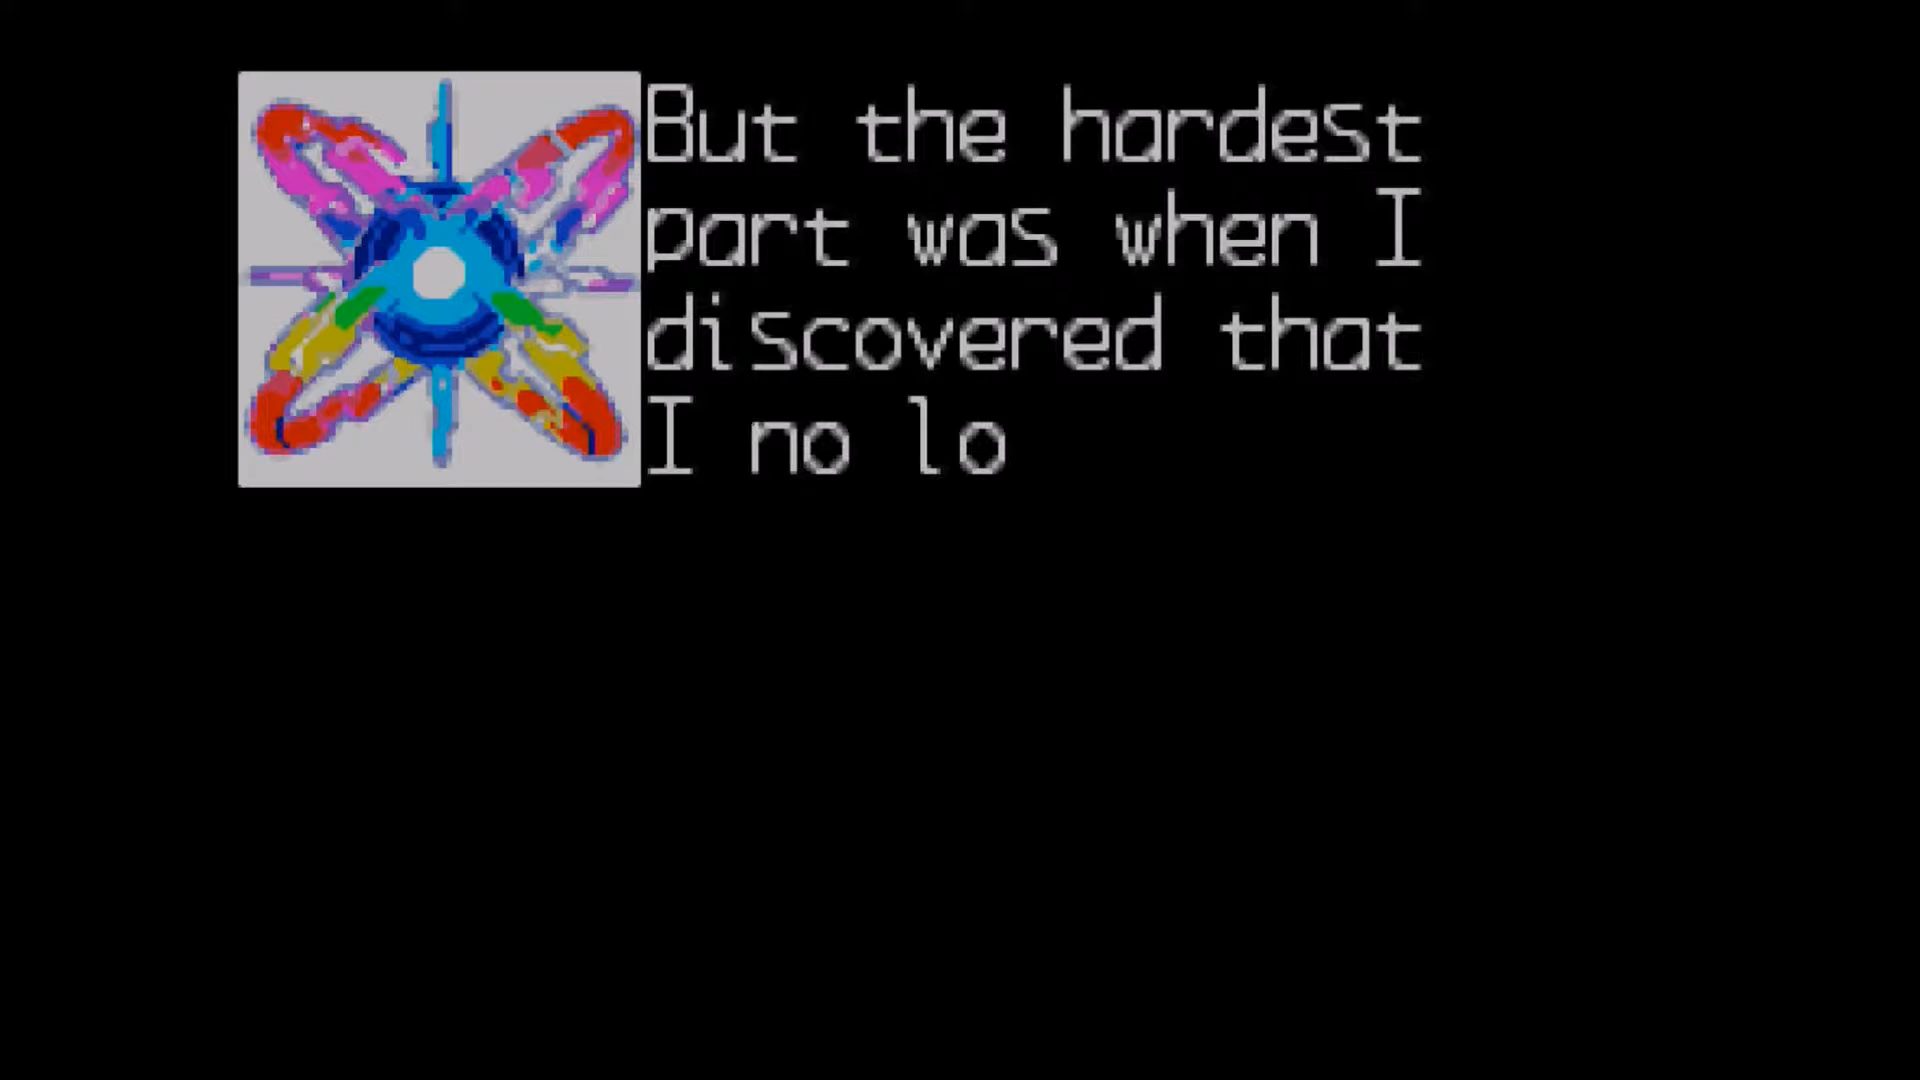 But the hardest
part was when I
discovered that
I no lo